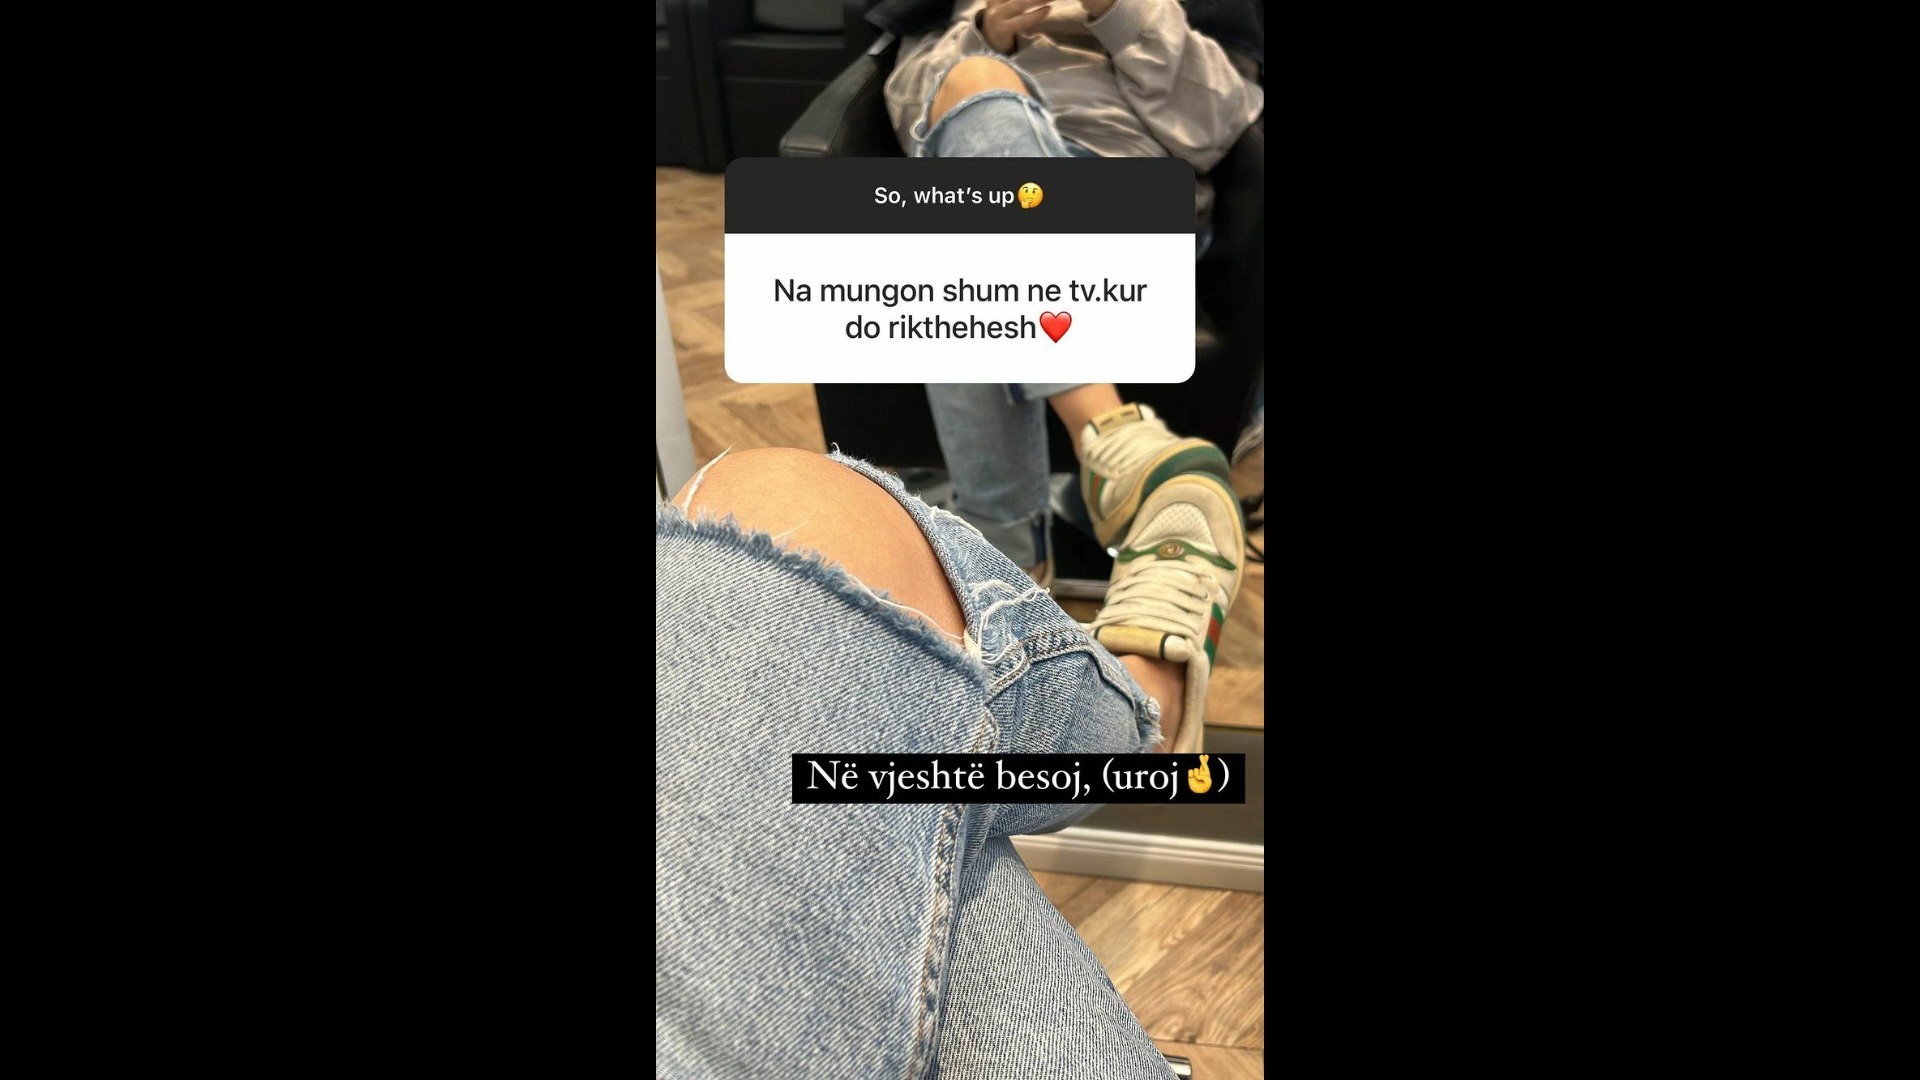 So, what's up🤔
Na mungon shum ne tv.kur
do rikthehesh❤️
Në vjeshtë besoj, (uroj🤞)